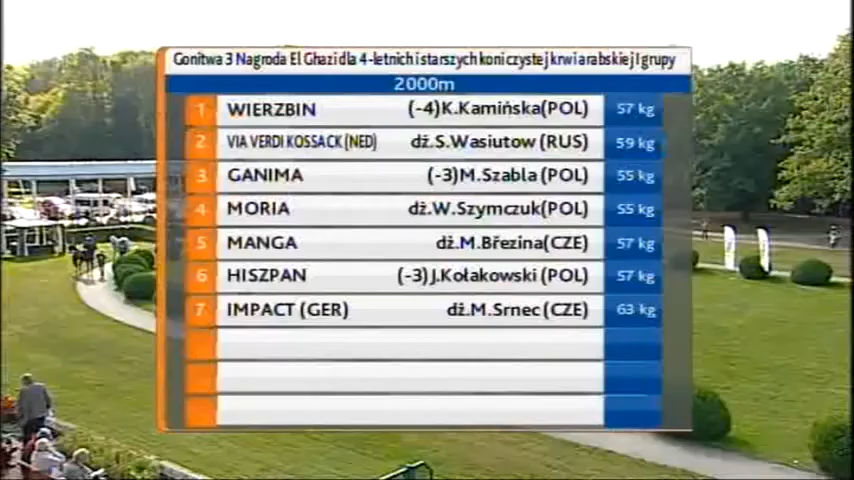 Gonitwa 3 Nagroda El Ghazi dla 4-letnich i starszych koni czystej krwi arabskiej I grupy
2000m
1 WIERZBIN (-4)K.Kamińska(POL) 57 kg
2 VIA VERDI KOSSACK (NED) dż.S.Wasiutow (RUS) 59 kg
3 GANIMA (-3)M.Szabla (POL) 55 kg
4 MORIA dż.W.Szymczuk(POL) 55 kg
5 MANGA dż.M.Březina(CZE) 57 kg
6 HISZPAN (-3)J.Kołakowski (POL) 57 kg
7 IMPACT (GER) dż.M.Srnec (CZE) 63 kg